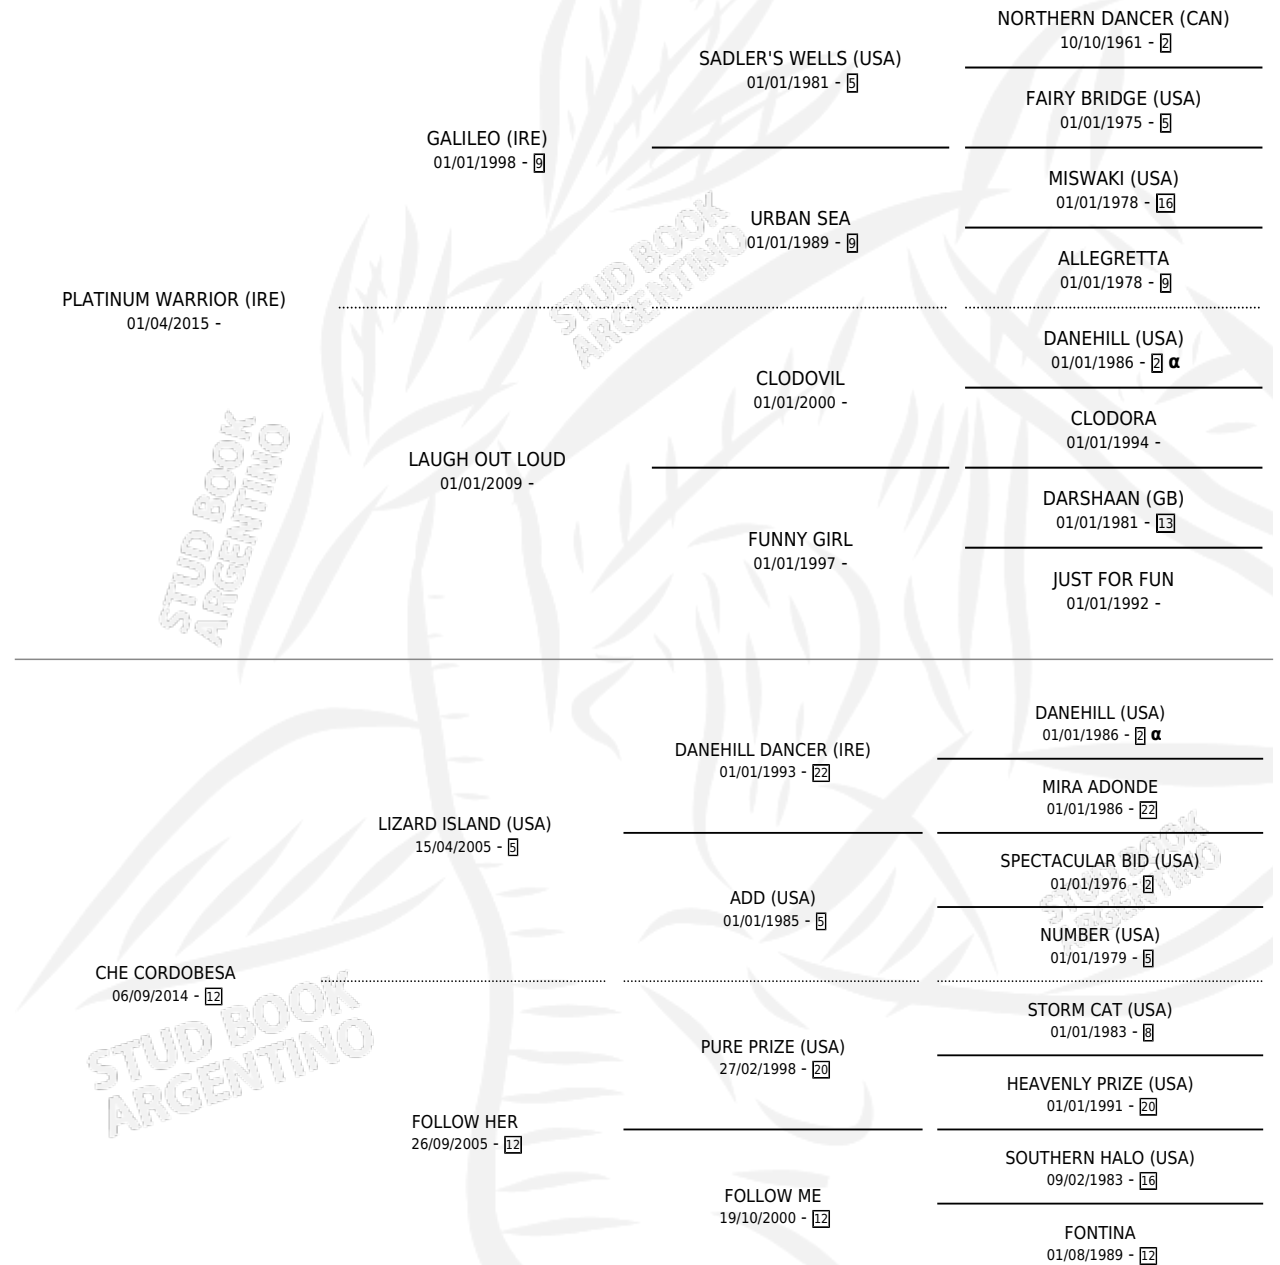 NORTHERN DANCER (CAN)
10/10/1961 - 2
SADLER'S WELLS (USA)
01/01/1981 - 5
FAIRY BRIDGE (USA)
01/01/1975 - 5
GALILEO (IRE)
01/01/1998 - 9
MISWAKI (USA)
01/01/1978 - 16
URBAN SEA
01/01/1989 - 9
ALLEGRETTA
01/01/1978 - 9
PLATINUM WARRIOR (IRE)
01/04/2015 -
DANEHILL (USA)
01/01/1986 - 2 α
CLODOVIL
01/01/2000 -
CLODORA
01/01/1994 -
LAUGH OUT LOUD
01/01/2009 -
DARSHAAN (GB)
01/01/1981 - 13
FUNNY GIRL
01/01/1997 -
JUST FOR FUN
01/01/1992 -
DANEHILL (USA)
01/01/1986 - 2 α
DANEHILL DANCER (IRE)
01/01/1993 - 22
MIRA ADONDE
01/01/1986 - 22
LIZARD ISLAND (USA)
15/04/2005 - 5
SPECTACULAR BID (USA)
01/01/1976 - 2
ADD (USA)
01/01/1985 - 5
NUMBER (USA)
01/01/1979 - 5
CHE CORDOBESA
06/09/2014 - 12
STORM CAT (USA)
01/01/1983 - 8
PURE PRIZE (USA)
27/02/1998 - 20
HEAVENLY PRIZE (USA)
01/01/1991 - 20
FOLLOW HER
26/09/2005 - 12
SOUTHERN HALO (USA)
09/02/1983 - 16
FOLLOW ME
19/10/2000 - 12
FONTINA
01/08/1989 - 12
STUD BOOK
ARGENTINO
STUD BOOK
ARGENTINO
STUD BOOK
ARGENTINO
STUD BOOK
ARGENTINO